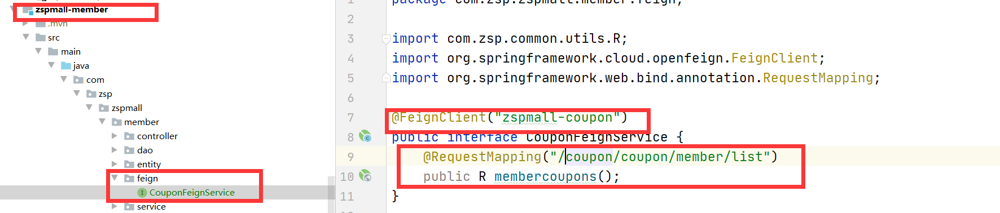 zspmall-member
.mvn
src
main
java
com
zsp
zspmall
member
controller
dao
entity
feign
CouponFeignService
service
package com.zsp.zspmall.member.feign;
2
3 import com.zsp.common.utils.R;
4 import org.springframework.cloud.openfeign.FeignClient;
5 import org.springframework.web.bind.annotation.RequestMapping;
6
7 @FeignClient("zspmall-coupon")
8 public interface CouponFeignService {
9 @RequestMapping("/coupon/coupon/member/list")
10 public R membercoupons();
11 }